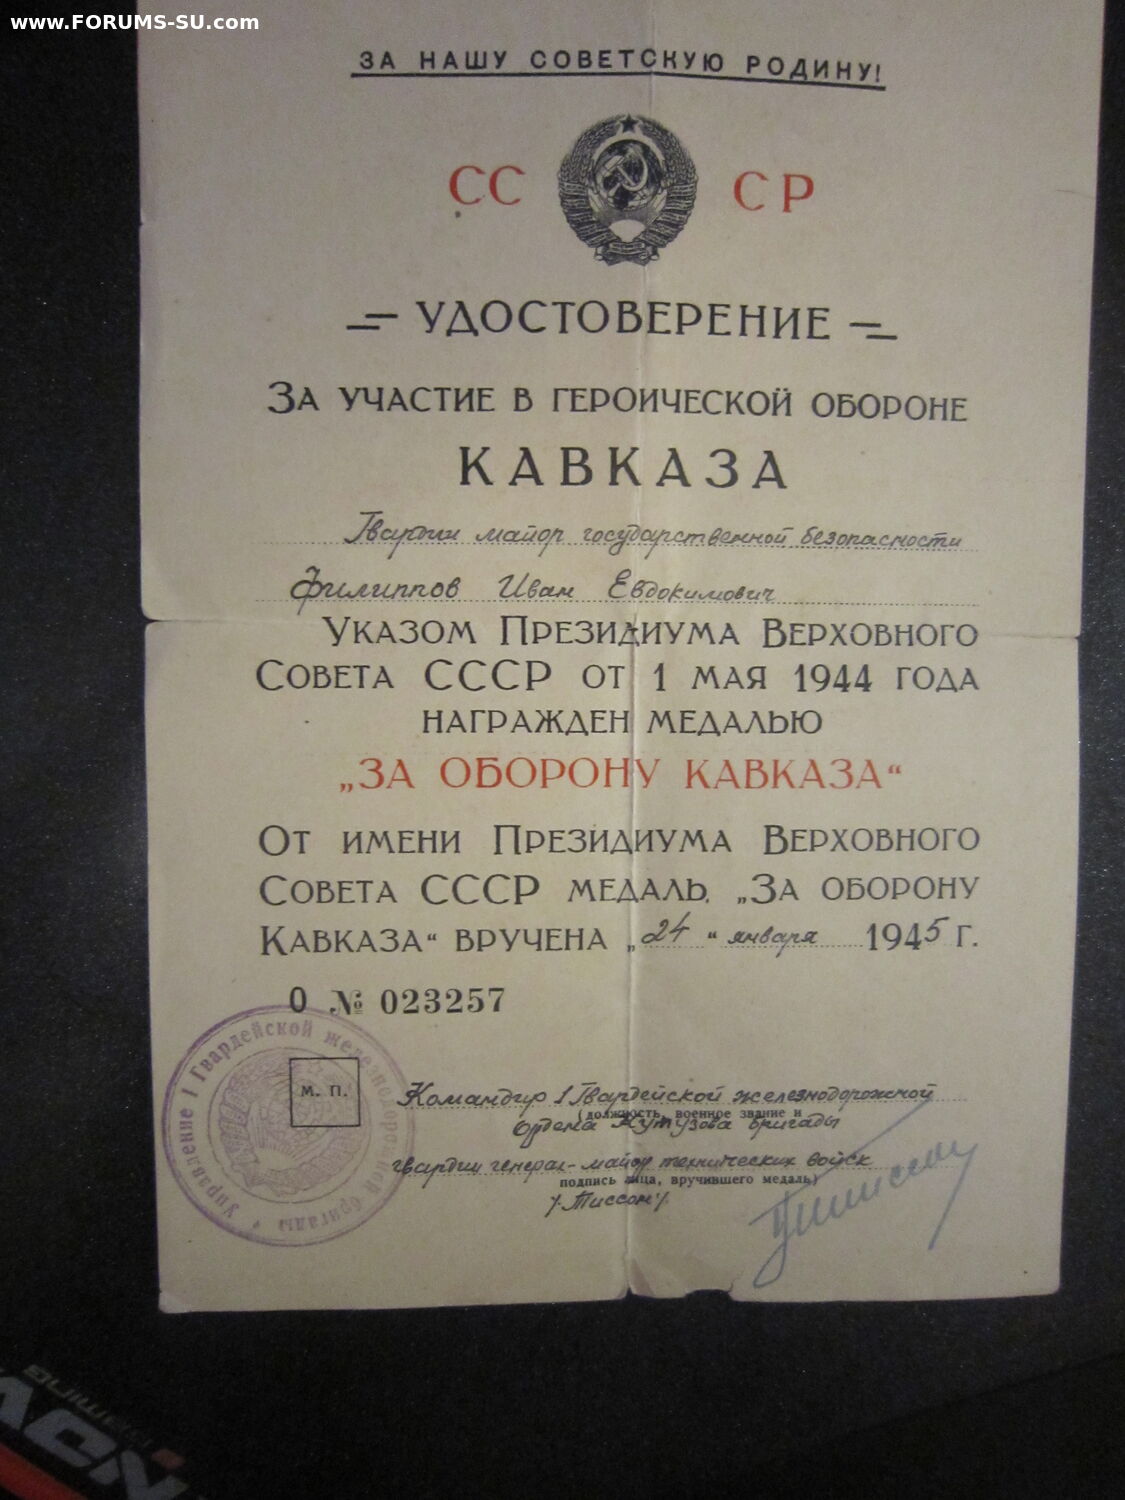 www.FORUMS-SU.com
ЗА НАШУ СОВЕТСКУЮ РОДИНУ!
СС СР
УДОСТОВЕРЕНИЕ
ЗА УЧАСТИЕ В ГЕРОИЧЕСКОЙ ОБОРОНЕ
КАВКАЗА
Гвардии майор государственной безопасности
Филиппов Иван Евдокимович
УКАЗОМ ПРЕЗИДИУМА ВЕРХОВНОГО
СОВЕТА СССР ОТ 1 МАЯ 1944 ГОДА
НАГРАЖДЕН МЕДАЛЬЮ
„ЗА ОБОРОНУ КАВКАЗА“
ОТ ИМЕНИ ПРЕЗИДИУМА ВЕРХОВНОГО
СОВЕТА СССР МЕДАЛЬ „ЗА ОБОРОНУ
КАВКАЗА“ ВРУЧЕНА „24“ января 1945 Г.
О № 023257
Управление 1 Гвардейской железнодорожной бригады
М. П.
Командир 1 Гвардейской железнодорожной
(должность, военное звание и
Ордена Кутузова бригады
гвардии генерал-майор технических войск
подпись лица, вручившего медаль)
/Тиссон/